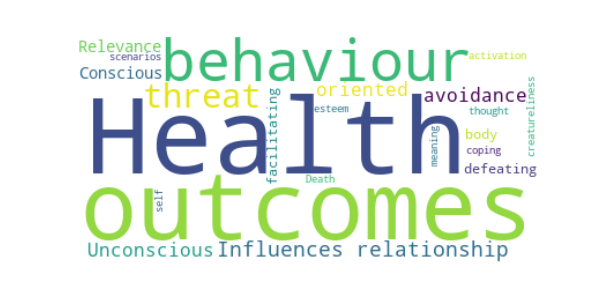 Relevance
scenarios
Conscious
behaviour
activation
threat
oriented
avoidance
creatureliness
Health
facilitating
esteem
thought
body
meaning
coping
defeating
Death
self
outcomes
Unconscious
Influences relationship